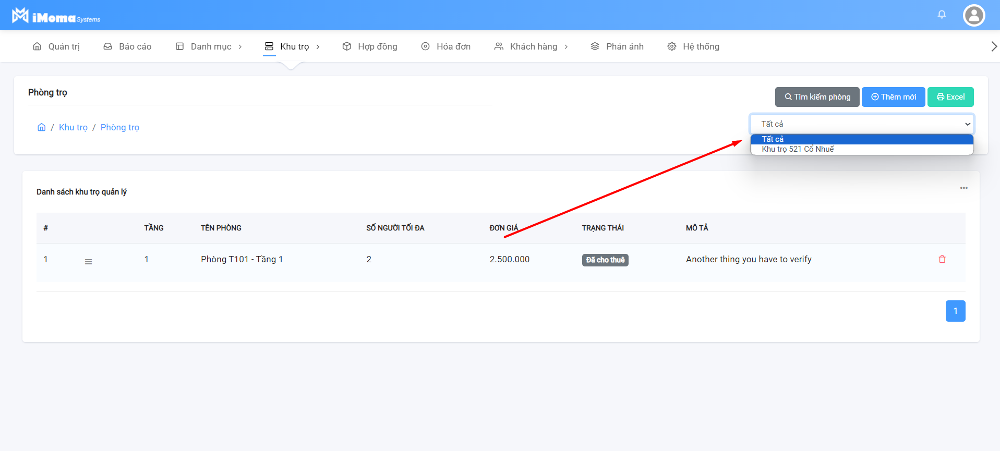 iMoma Systems
Quản trị Báo cáo Danh mục Khu trọ Hợp đồng Hóa đơn Khách hàng Phản ánh Hệ thống
Phòng trọ
Tìm kiếm phòng Thêm mới Excel
/ Khu trọ / Phòng trọ
Tất cả
Tất cả
Khu trọ 521 Cổ Nhuế
Danh sách khu trọ quản lý
# TẦNG TÊN PHÒNG SỐ NGƯỜI TỐI ĐA ĐƠN GIÁ TRẠNG THÁI MÔ TẢ
1 1 Phòng T101 - Tầng 1 2 2.500.000 Đã cho thuê Another thing you have to verify
1